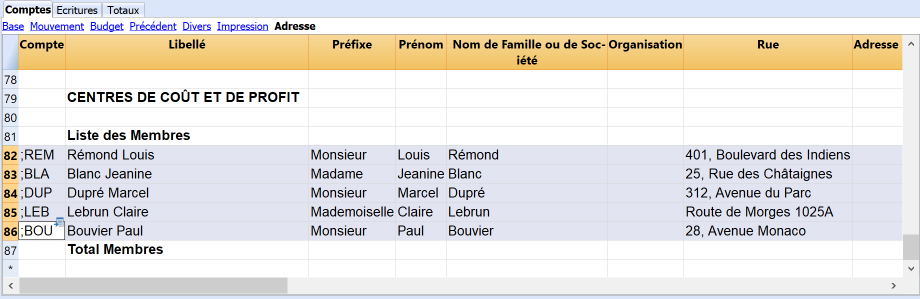 Comptes Ecritures Totaux
Base Mouvement Budget Précédent Divers Impression Adresse
Compte Libellé Préfixe Prénom Nom de Famille ou de Soc- Organisation Rue Adresse
iété
78
79 CENTRES DE COÛT ET DE PROFIT
80
81 Liste des Membres
82 ;REM Rémond Louis Monsieur Louis Rémond 401, Boulevard des Indiens
83 ;BLA Blanc Jeanine Madame Jeanine Blanc 25, Rue des Châtaignes
84 ;DUP Dupré Marcel Monsieur Marcel Dupré 312, Avenue du Parc
85 ;LEB Lebrun Claire Mademoiselle Claire Lebrun Route de Morges 1025A
86 ;BOU Bouvier Paul Monsieur Paul Bouvier 28, Avenue Monaco
87 Total Membres
*